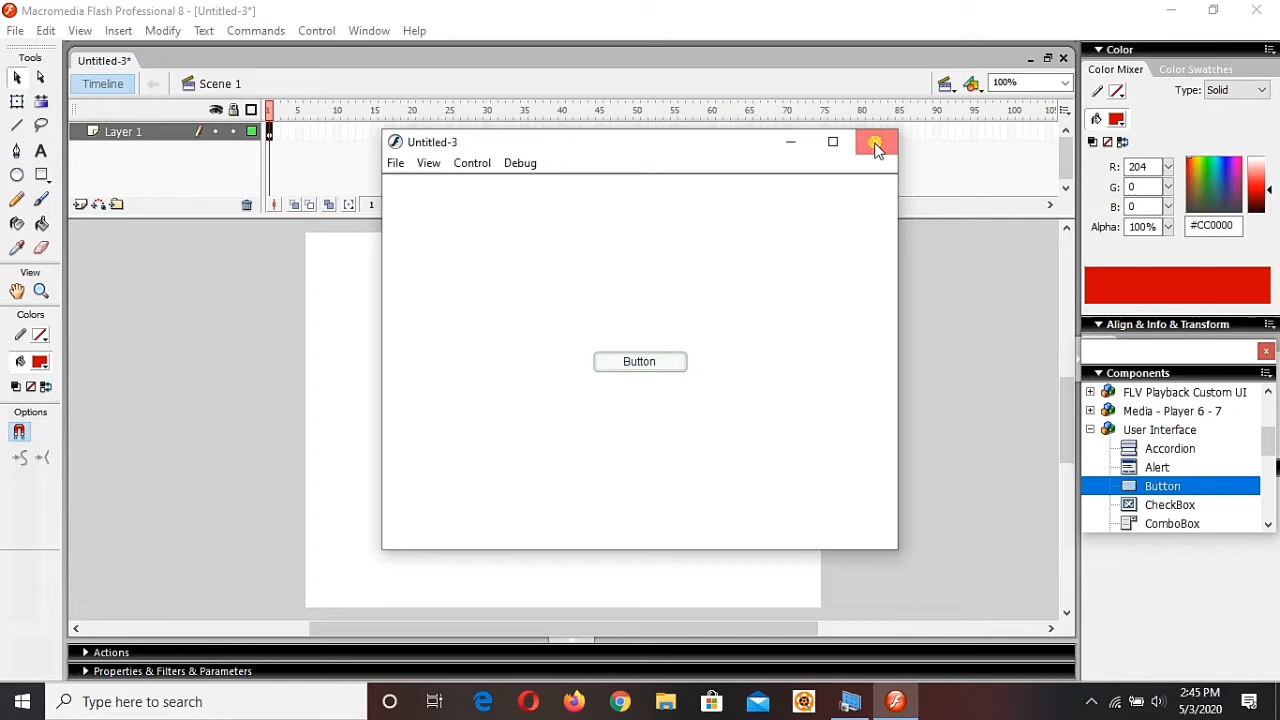 Macromedia Flash Professional 8 - [Untitled-3*]
File Edit View Insert Modify Text Commands Control Window Help
Tools
Untitled-3*
Timeline
Scene 1
100%
1 5 10 15 20 25 30 35 40 45 50 55 60 65 70 75 80 85 90 95 100 105
Layer 1
1
Untitled-3
File View Control Debug
Button
View
Colors
Options
Color
Color Mixer Color Swatches
Type: Solid
R: 204
G: 0
B: 0
Alpha: 100% #CC0000
Align & Info & Transform
Components
FLV Playback Custom UI
Media - Player 6 - 7
User Interface
Accordion
Alert
Button
CheckBox
ComboBox
Actions
Properties & Filters & Parameters
Type here to search
2:45 PM
5/3/2020